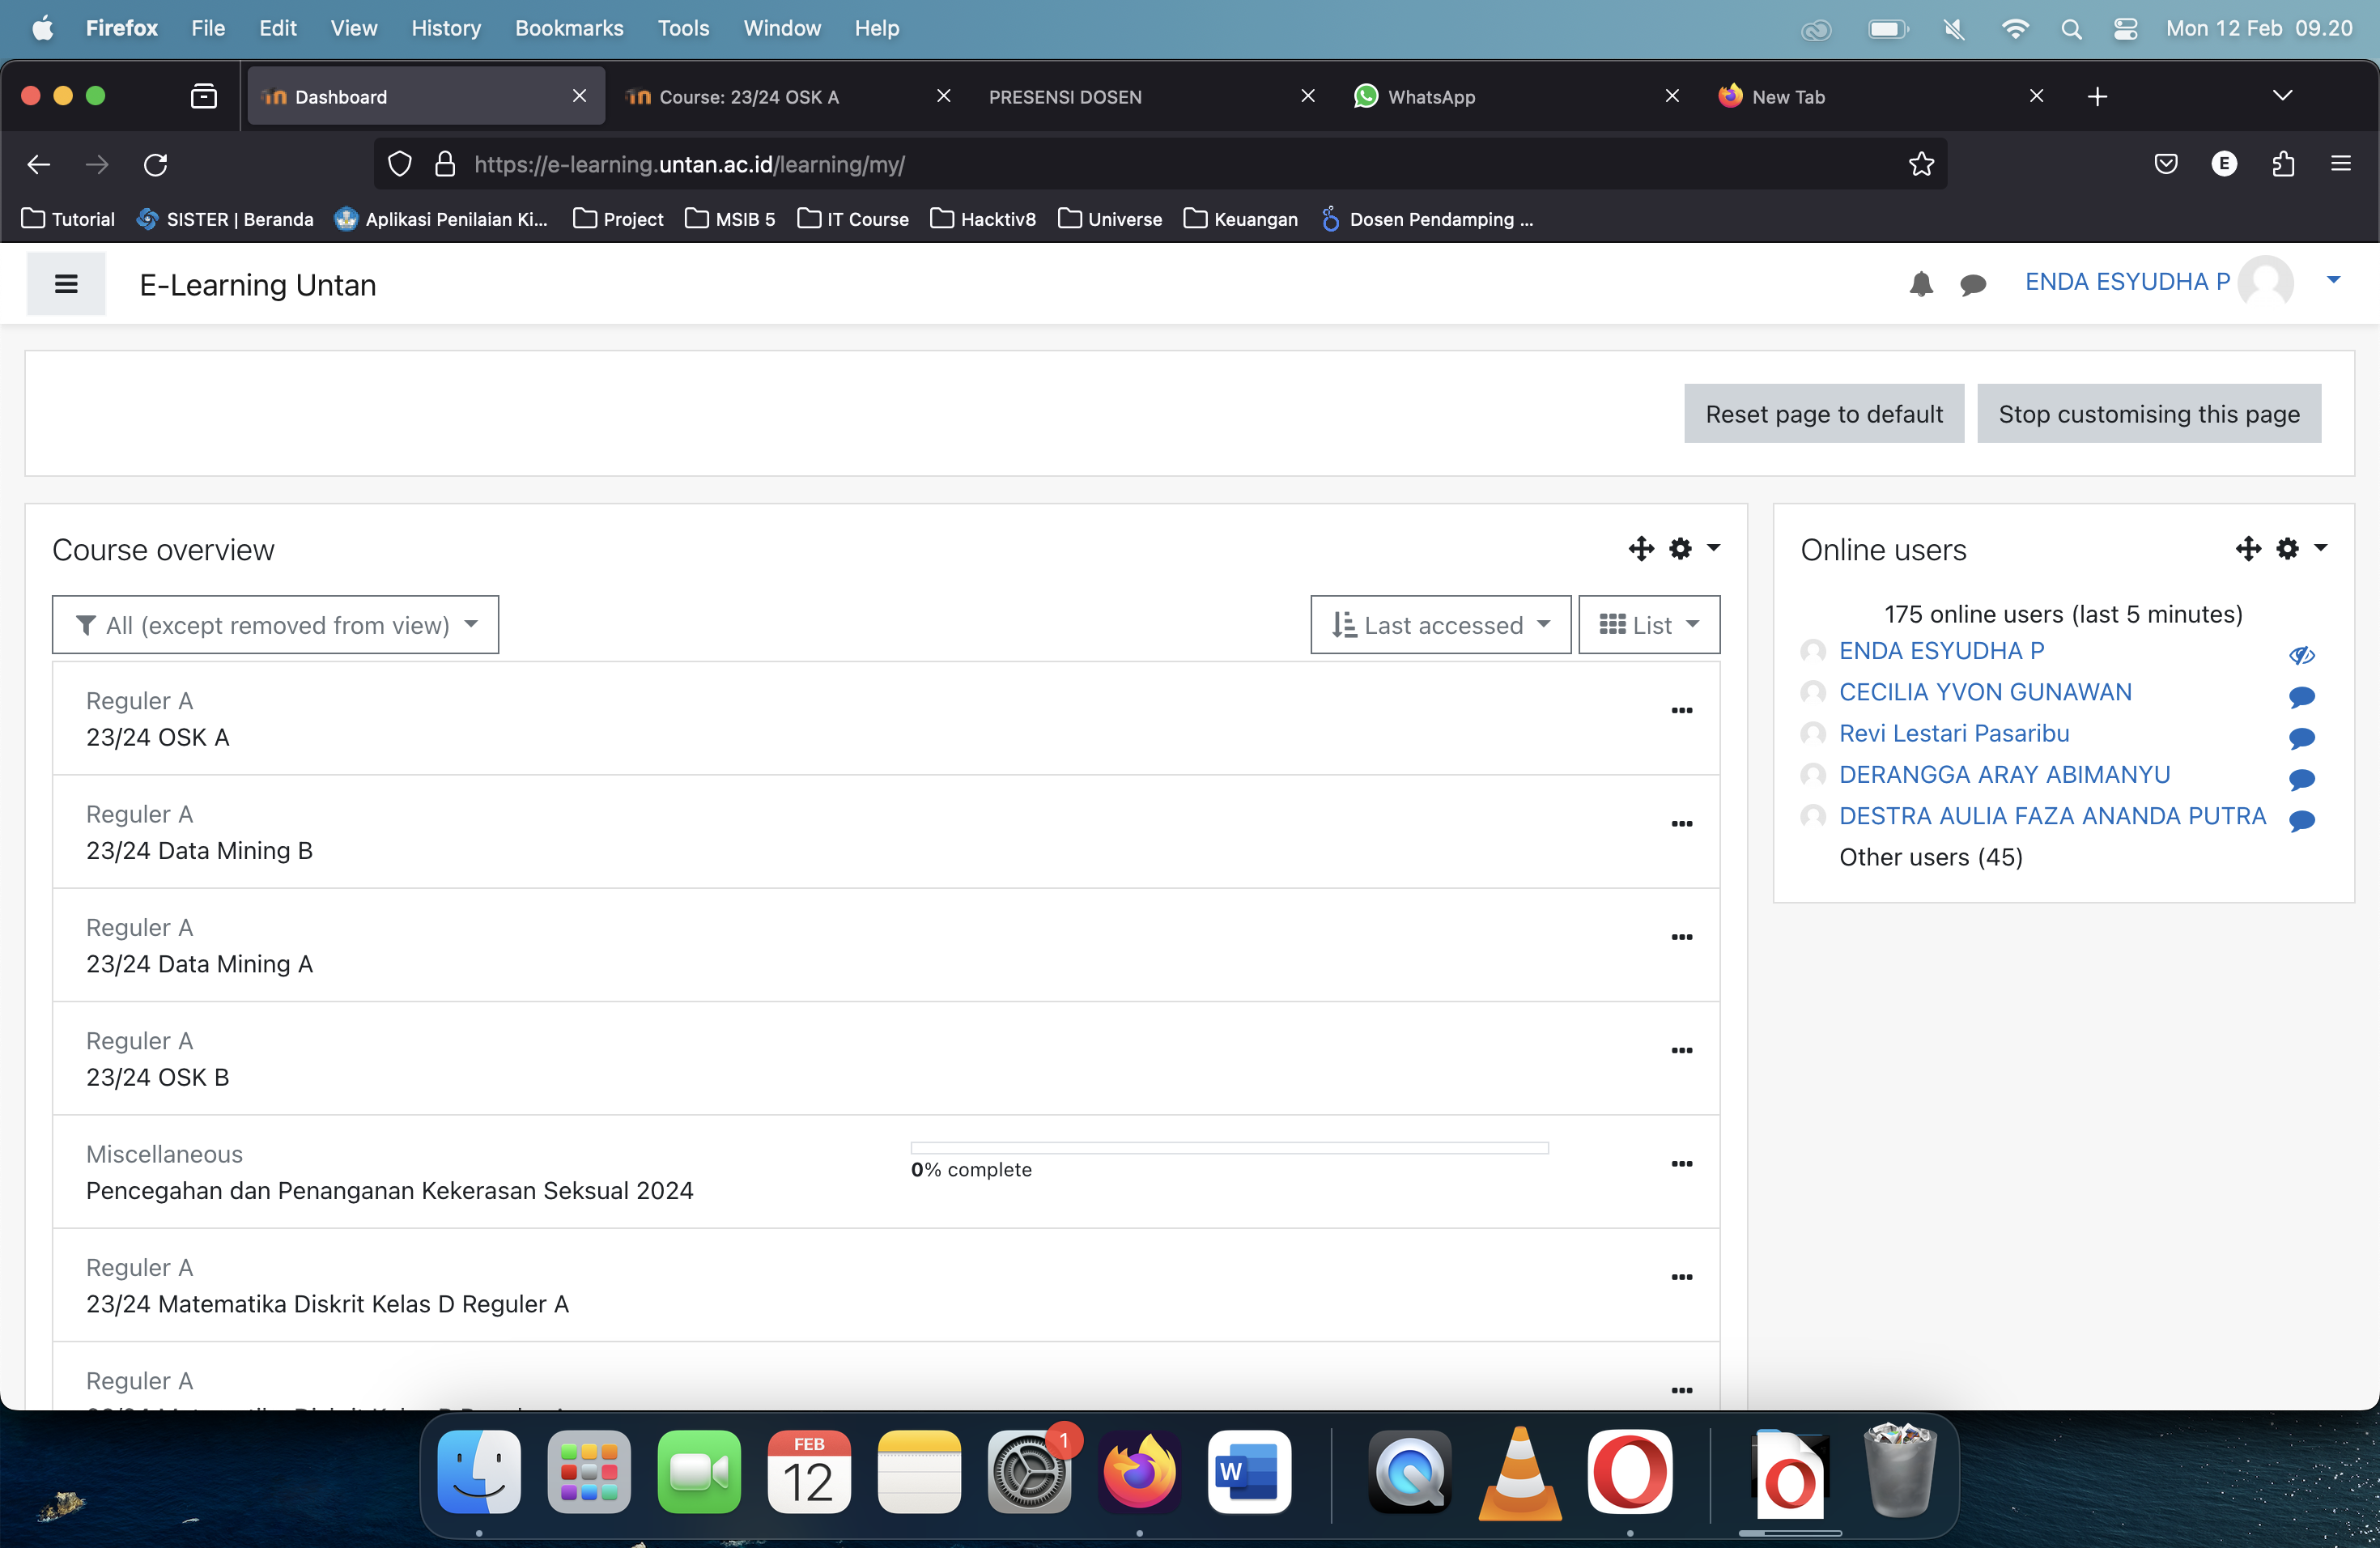 Firefox File Edit View History Bookmarks Tools Window Help Mon 12 Feb 09.20
Dashboard Course: 23/24 OSK A PRESENSI DOSEN WhatsApp New Tab
https://e-learning.untan.ac.id/learning/my/ E
Tutorial SISTER | Beranda Aplikasi Penilaian Ki... Project MSIB 5 IT Course Hacktiv8 Universe Keuangan Dosen Pendamping ...
E-Learning Untan ENDA ESYUDHA P
Reset page to default Stop customising this page
Course overview
All (except removed from view) Last accessed List
Reguler A
23/24 OSK A
Reguler A
23/24 Data Mining B
Reguler A
23/24 Data Mining A
Reguler A
23/24 OSK B
Miscellaneous
Pencegahan dan Penanganan Kekerasan Seksual 2024
0% complete
Reguler A
23/24 Matematika Diskrit Kelas D Reguler A
Reguler A
Online users
175 online users (last 5 minutes)
ENDA ESYUDHA P
CECILIA YVON GUNAWAN
Revi Lestari Pasaribu
DERANGGA ARAY ABIMANYU
DESTRA AULIA FAZA ANANDA PUTRA
Other users (45)
FEB
12
1
W